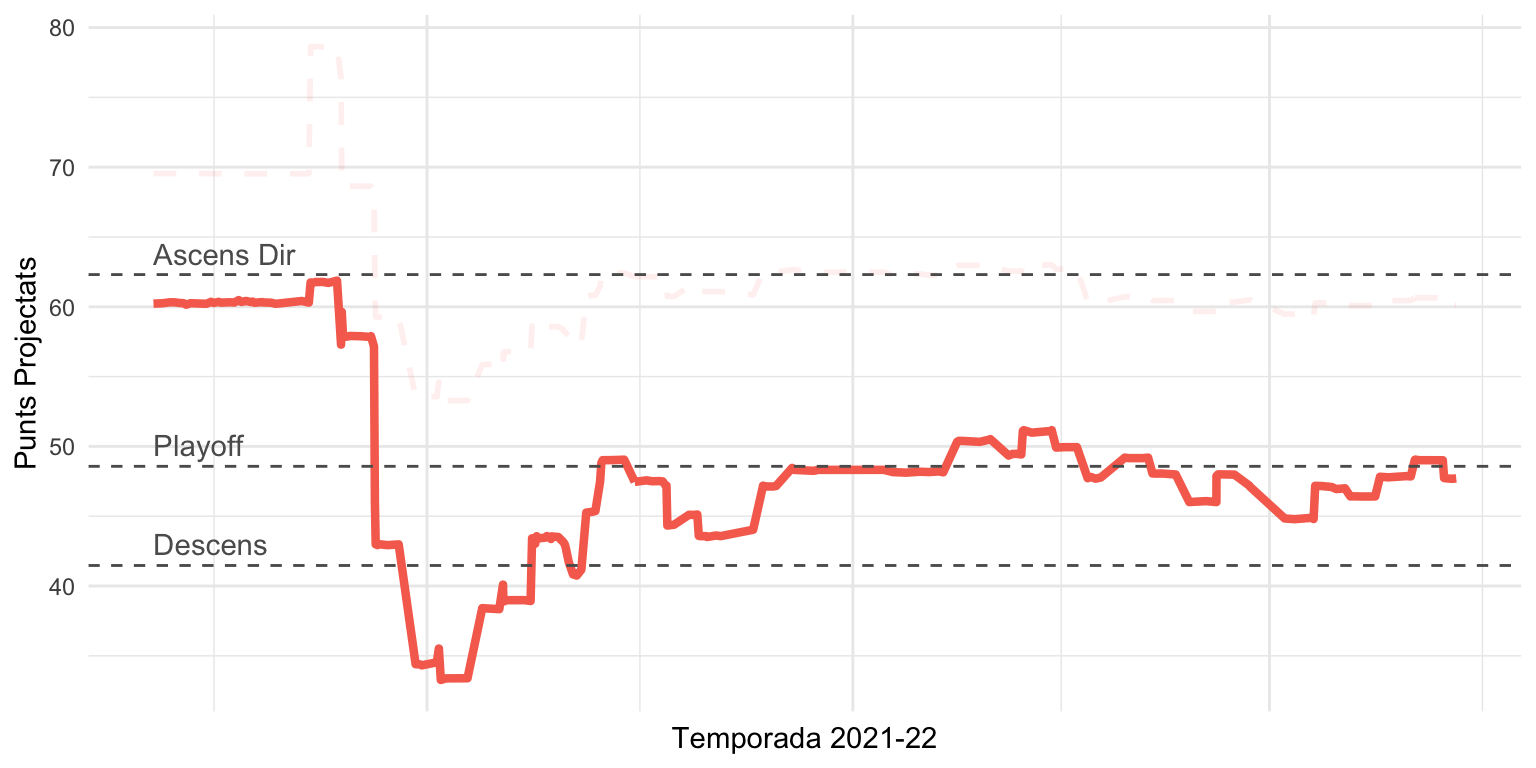 80
70
60
50
40
Punts Projectats
Ascens Dir
Playoff
Descens
Temporada 2021-22